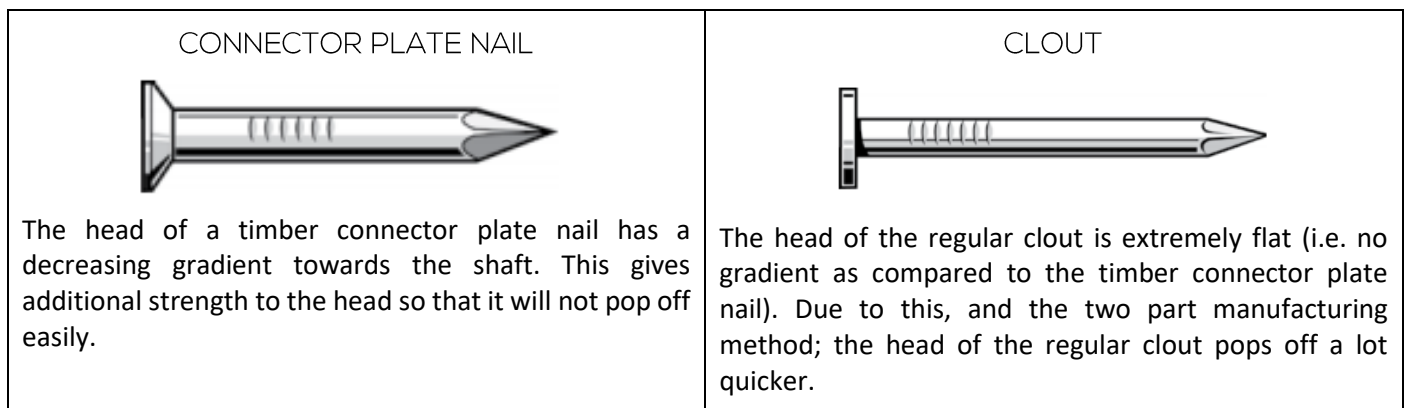 CONNECTOR PLATE NAIL
The head of a timber connector plate nail has a
decreasing gradient towards the shaft. This gives
additional strength to the head so that it will not pop off
easily.
CLOUT
The head of the regular clout is extremely flat (i.e. no
gradient as compared to the timber connector plate
nail). Due to this, and the two part manufacturing
method; the head of the regular clout pops off a lot
quicker.